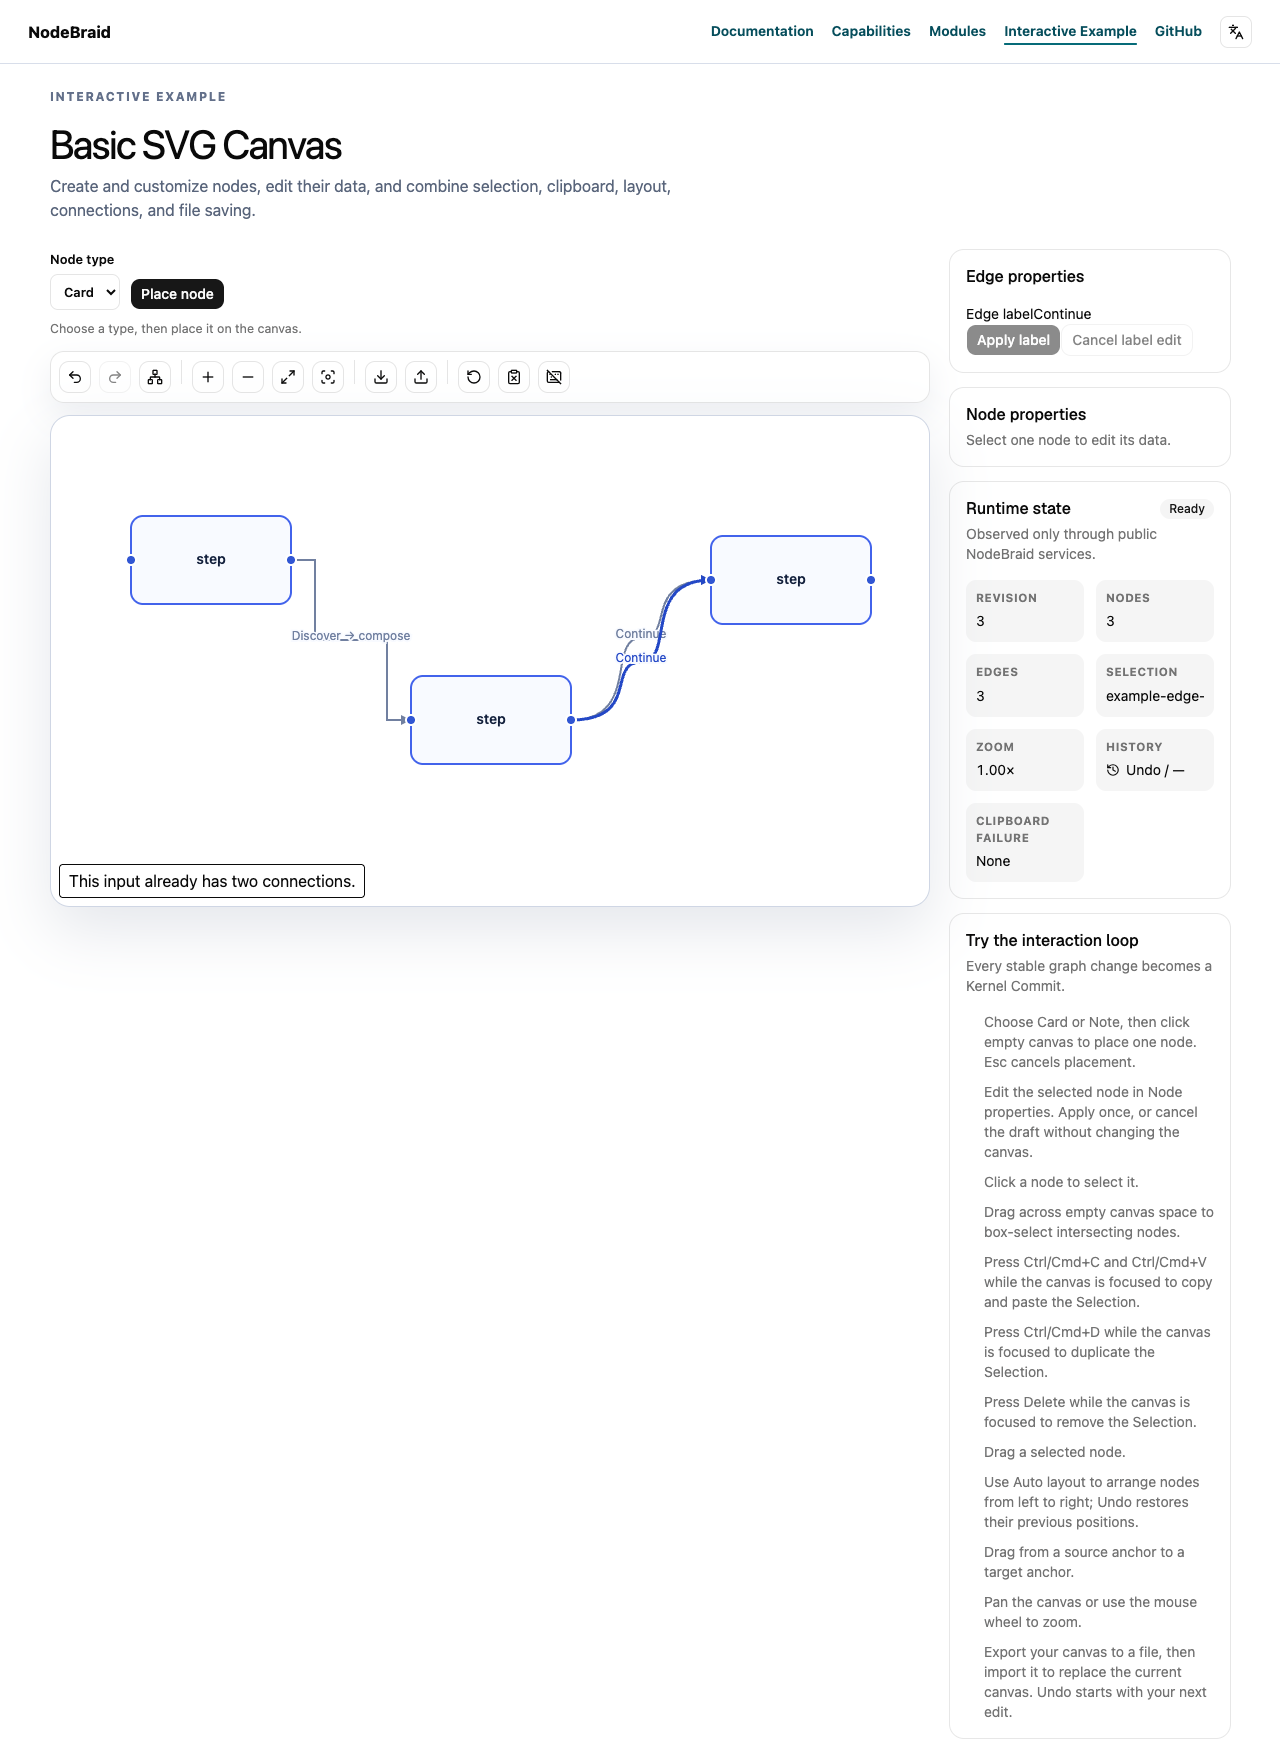 NodeBraid
Documentation
Capabilities
Modules
Interactive Example
GitHub
INTERACTIVE EXAMPLE
Basic SVG Canvas
Create and customize nodes, edit their data, and combine selection, clipboard, layout,
connections, and file saving.
Node type
Card
Place node
Choose a type, then place it on the canvas.
step
Discover → compose
step
Continue
Continue
step
This input already has two connections.
Edge properties
Edge labelContinue
Apply label
Cancel label edit
Node properties
Select one node to edit its data.
Runtime state
Ready
Observed only through public
NodeBraid services.
REVISION
3
NODES
3
EDGES
3
SELECTION
example-edge-
ZOOM
1.00×
HISTORY
Undo / —
CLIPBOARD
FAILURE
None
Try the interaction loop
Every stable graph change becomes a
Kernel Commit.
Choose Card or Note, then click
empty canvas to place one node.
Esc cancels placement.
Edit the selected node in Node
properties. Apply once, or cancel
the draft without changing the
canvas.
Click a node to select it.
Drag across empty canvas space to
box-select intersecting nodes.
Press Ctrl/Cmd+C and Ctrl/Cmd+V
while the canvas is focused to copy
and paste the Selection.
Press Ctrl/Cmd+D while the canvas
is focused to duplicate the
Selection.
Press Delete while the canvas is
focused to remove the Selection.
Drag a selected node.
Use Auto layout to arrange nodes
from left to right; Undo restores
their previous positions.
Drag from a source anchor to a
target anchor.
Pan the canvas or use the mouse
wheel to zoom.
Export your canvas to a file, then
import it to replace the current
canvas. Undo starts with your next
edit.